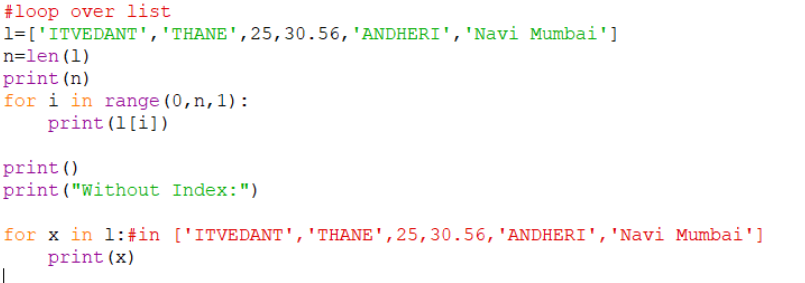 #loop over list
l=['ITVEDANT','THANE',25,30.56,'ANDHERI','Navi Mumbai']
n=len(l)
print(n)
for i in range(0,n,1):
    print(l[i])

print()
print("Without Index:")

for x in l:#in ['ITVEDANT','THANE',25,30.56,'ANDHERI','Navi Mumbai']
    print(x)